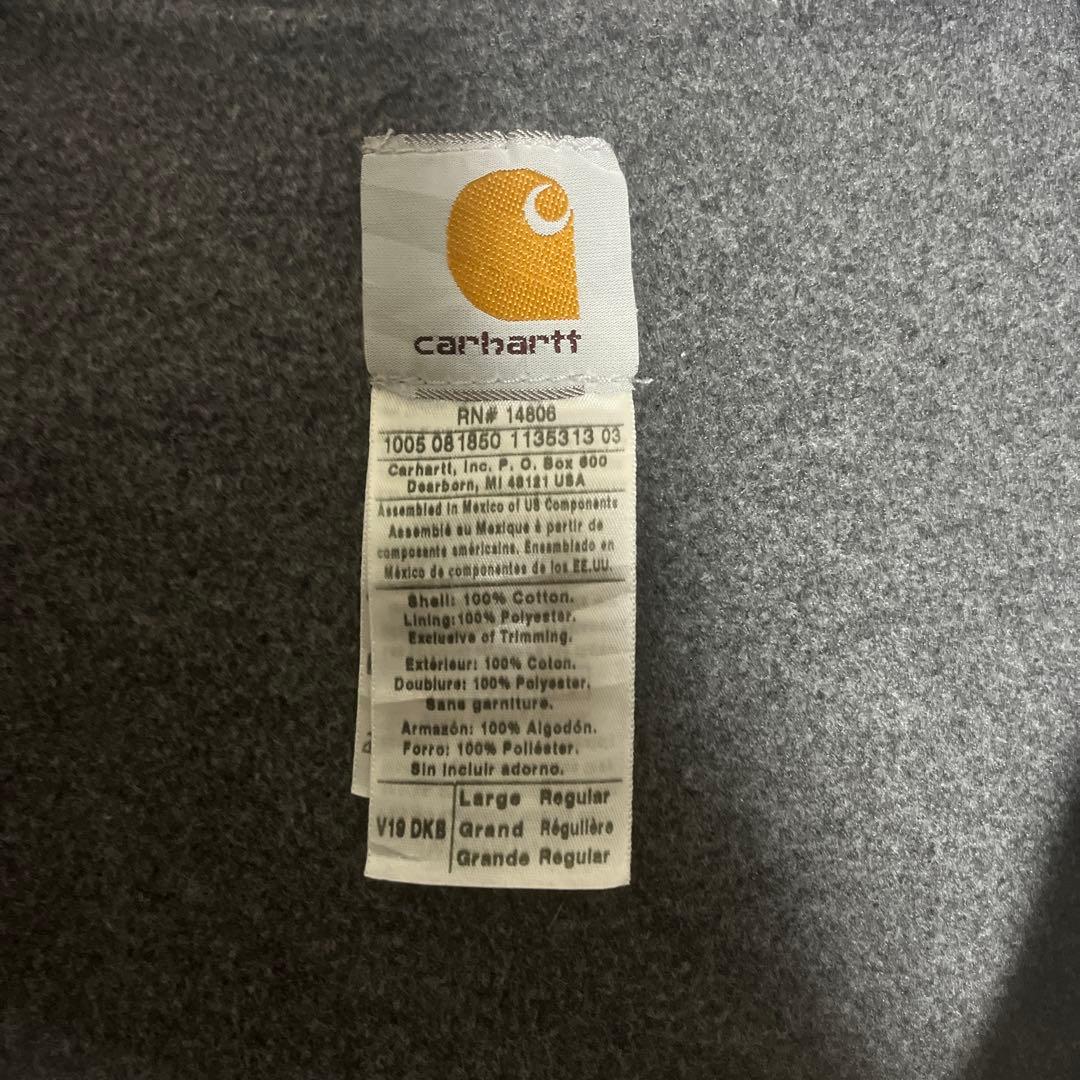 carhartt
RN# 14806
1005 081850 1135313 03
Carhartt, Inc. P. O. Box 600
Dearborn, MI 48121 USA
Assembled in Mexico of US Components
Assemblé au Mexique à partir de
composants américains. Ensamblado en
México de componentes de los EE.UU.
Shell: 100% Cotton.
Lining: 100% Polyester.
Exclusive of Trimming.
Extérieur: 100% Coton.
Doublure: 100% Polyester.
Sans garniture.
Armazón: 100% Algodón.
Forro: 100% Poliéster.
Sin incluir adorno.
Large Regular
V19 DKB Grand Régulière
Grande Regular